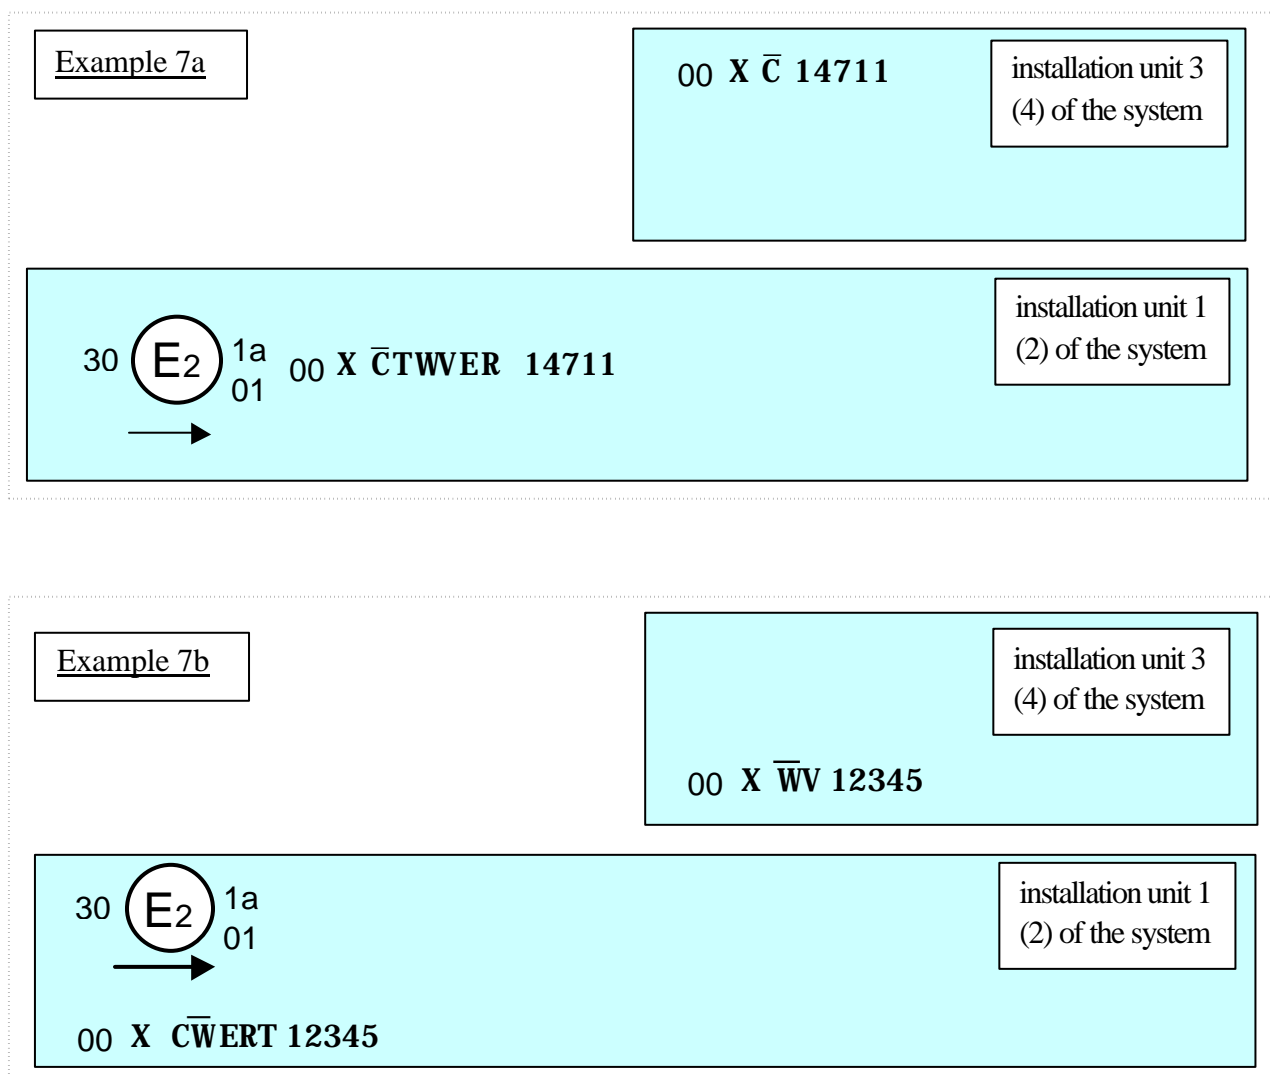 Example 7a
00 X C̅ 14711
installation unit 3
(4) of the system
installation unit 1
(2) of the system
30 E2 1a
01
00 X C̅TWVER 14711
Example 7b
installation unit 3
(4) of the system
00 X W̅V 12345
30 E2 1a
01
installation unit 1
(2) of the system
00 X CW̅ERT 12345